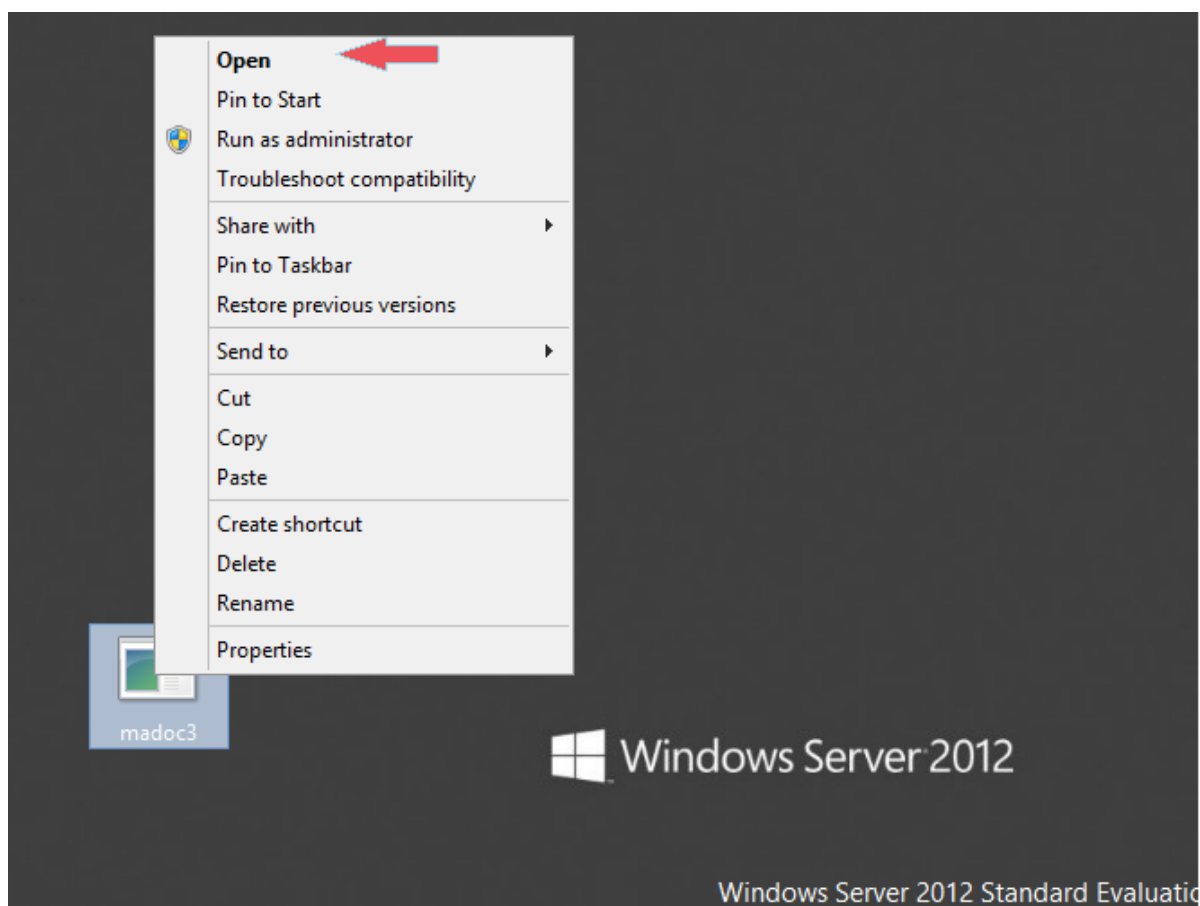 Open
Pin to Start
Run as administrator
Troubleshoot compatibility
Share with
Pin to Taskbar
Restore previous versions
Send to
Cut
Copy
Paste
Create shortcut
Delete
Rename
Properties
madoc3
Windows Server 2012
Windows Server 2012 Standard Evaluatio